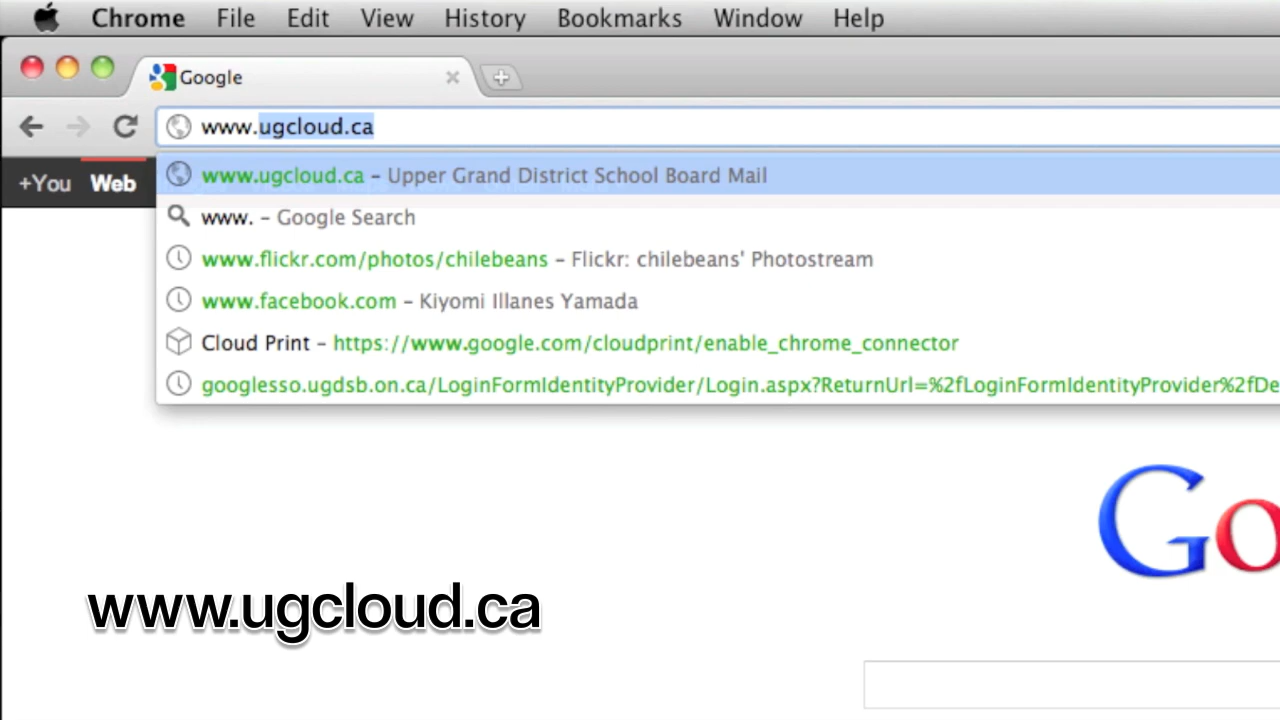 Chrome File Edit View History Bookmarks Window Help
Google
www.ugcloud.ca
+You Web
www.ugcloud.ca – Upper Grand District School Board Mail
www. – Google Search
www.flickr.com/photos/chilebeans – Flickr: chilebeans' Photostream
www.facebook.com – Kiyomi Illanes Yamada
Cloud Print – https://www.google.com/cloudprint/enable_chrome_connector
googlesso.ugdsb.on.ca/LoginFormIdentityProvider/Login.aspx?ReturnUrl=%2fLoginFormIdentityProvider%2fDe
Go
www.ugcloud.ca